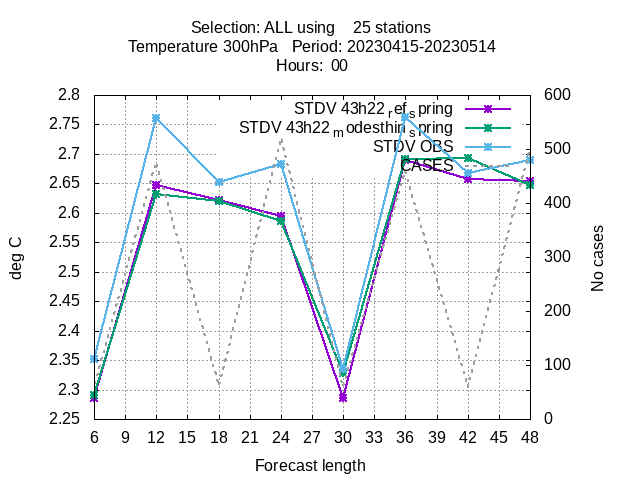 Selection: ALL using 25 stations
Temperature 300hPa Period: 20230415-20230514
Hours: 00
STDV 43h22_ref_spring
STDV 43h22_modesthiri_spring
STDV OBS
CASES
2.8
2.75
2.7
2.65
2.6
2.55
2.5
2.45
2.4
2.35
2.3
2.25
deg C
600
500
400
300
200
100
0
No cases
6 9 12 15 18 21 24 27 30 33 36 39 42 45 48
Forecast length